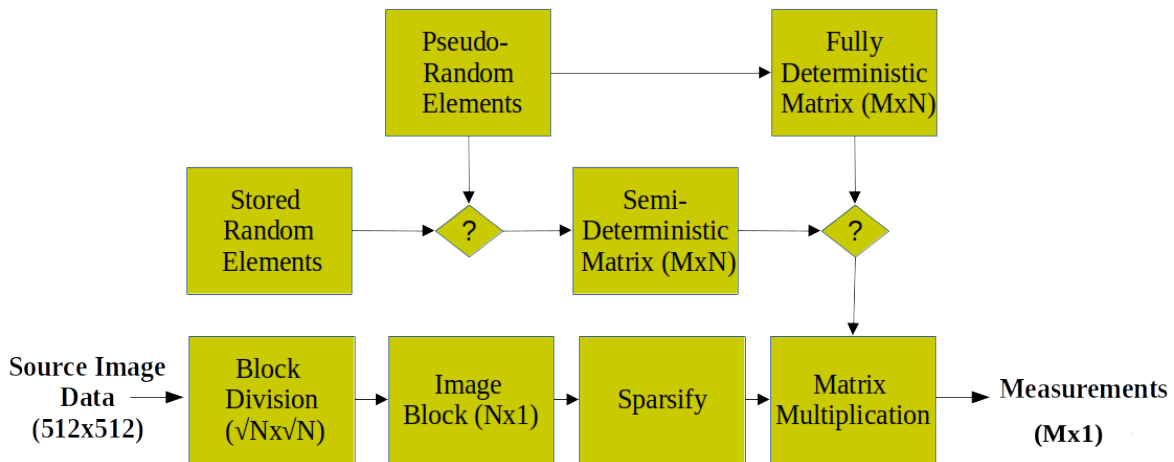 Pseudo-
Random
Elements
Fully
Deterministic
Matrix (MxN)
Stored
Random
Elements
?
Semi-
Deterministic
Matrix (MxN)
?
Source Image
Data
(512x512)
Block
Division
(√Nx√N)
Image
Block (Nx1)
Sparsify
Matrix
Multiplication
Measurements
(Mx1)